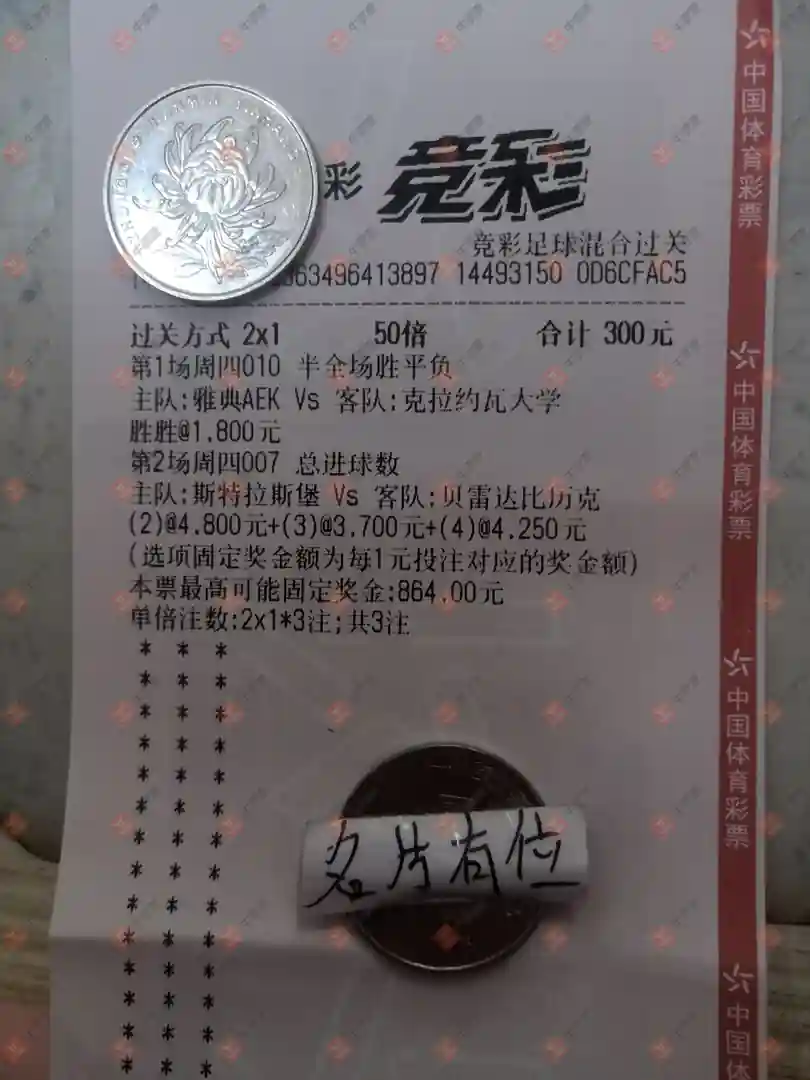 彩 竞彩
竞彩足球混合过关
63496413897 14493150 0D6CFAC5
过关方式 2x1 50倍 合计 300元
第1场周四010 半全场胜平负
主队:雅典AEK Vs 客队:克拉约瓦大学
胜胜@1.800元
第2场周四007 总进球数
主队:斯特拉斯堡 Vs 客队:贝雷达比历克
(2)@4.800元+(3)@3.700元+(4)@4.250元
(选项固定奖金额为每1元投注对应的奖金额)
本票最高可能固定奖金:864.00元
单倍注数:2x1*3注;共3注
* * *
* * *
* * *
* * *
* * *
* * *
* * *
* * *
* * *
* * *
* * *
* * *
* * *
* * *
名片有位
中国体育彩票
中国体育彩票
中国体育彩票
中国体